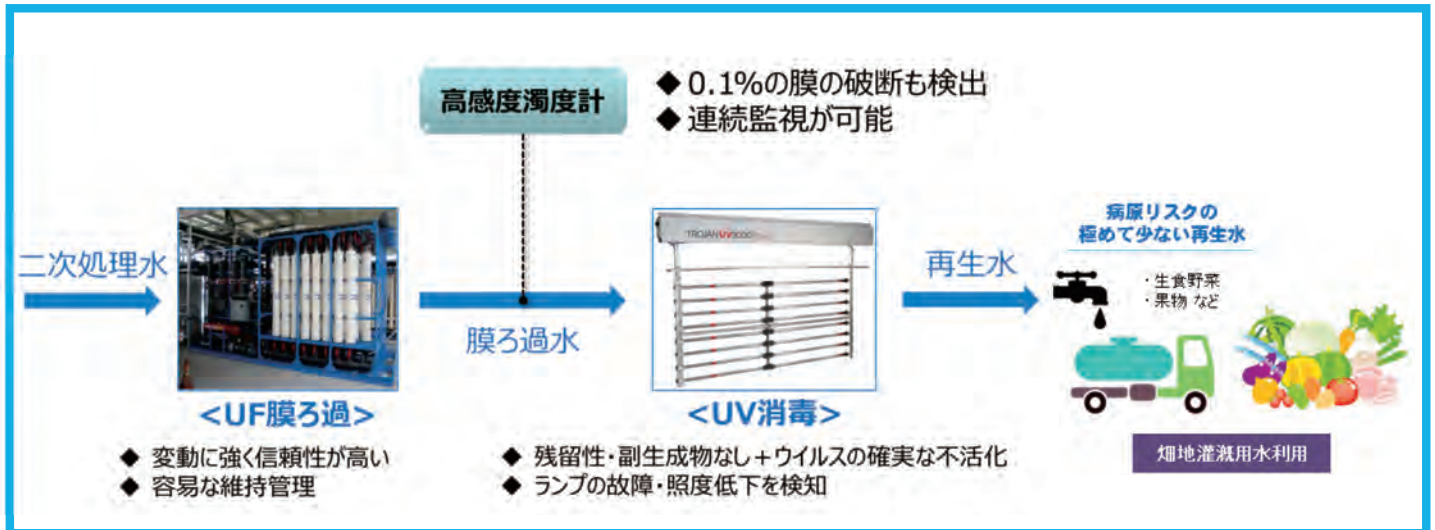 高感度濁度計
◆ 0.1%の膜の破断も検出
◆ 連続監視が可能
二次処理水
膜ろ過水
再生水
病原リスクの
極めて少ない再生水
・生食野菜
・果物 など
TROJANUV3000
<UF膜ろ過>
◆ 変動に強く信頼性が高い
◆ 容易な維持管理
<UV消毒>
◆ 残留性・副生成物なし＋ウイルスの確実な不活化
◆ ランプの故障・照度低下を検知
畑地灌漑用水利用